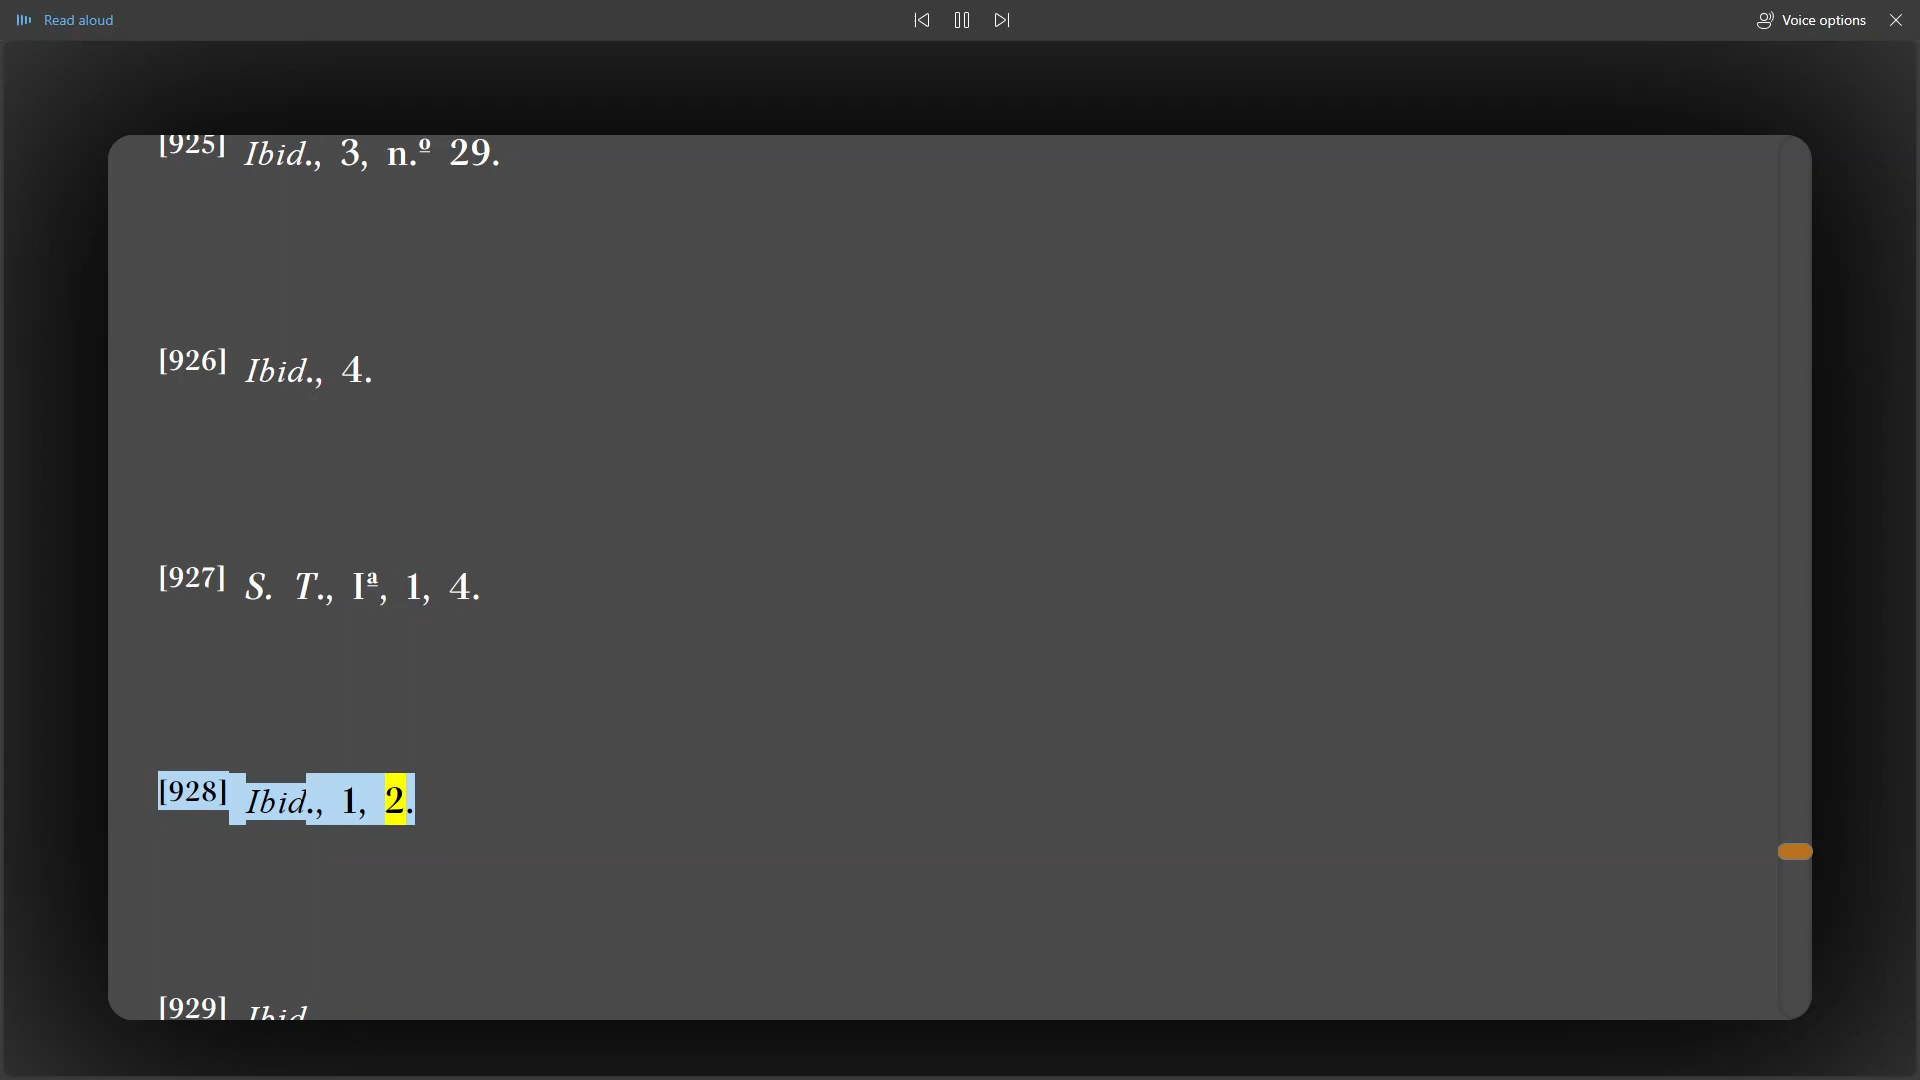 Read aloud
Voice options
[925] Ibid., 3, n.º 29.
[926] Ibid., 4.
[927] S. T., Iª, 1, 4.
[928] Ibid., 1, 2.
[929] Ibid